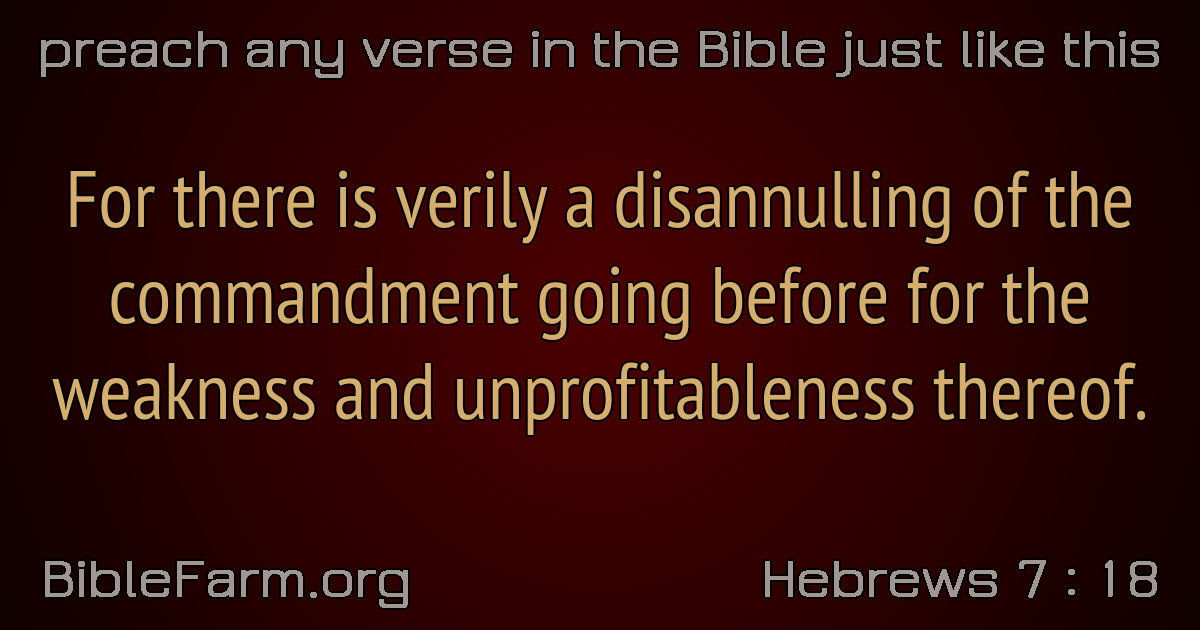 preach any verse in the Bible just like this
For there is verily a disannulling of the
commandment going before for the
weakness and unprofitableness thereof.
BibleFarm.org
Hebrews 7 : 18